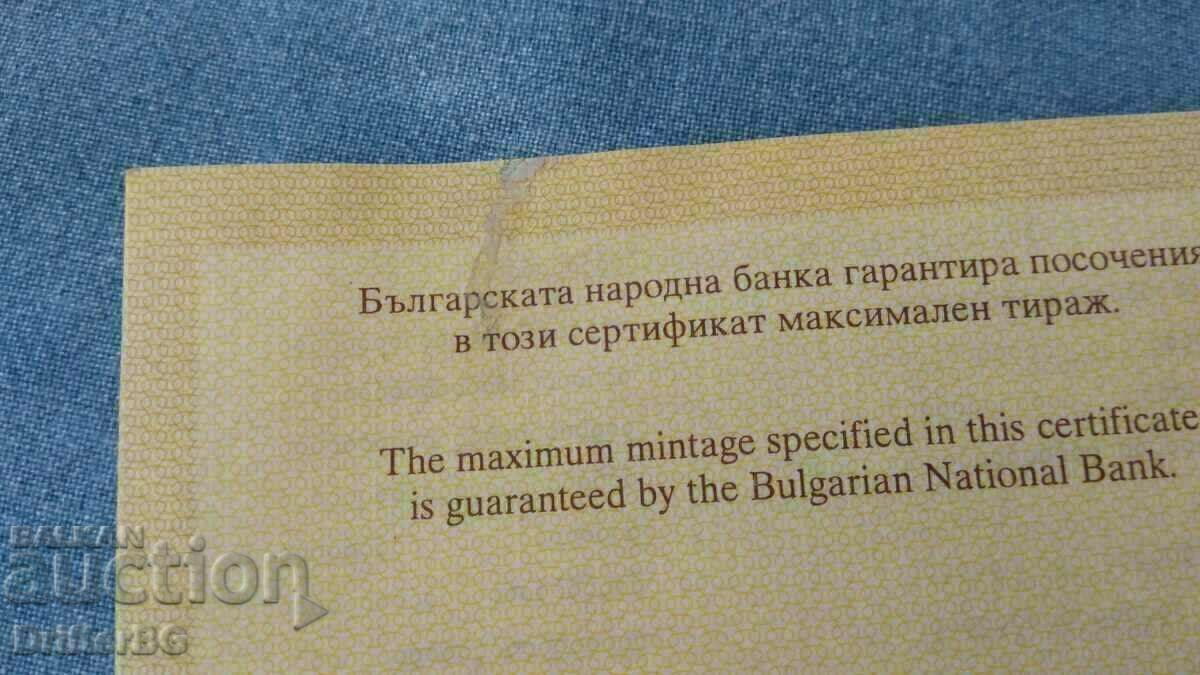 Българската народна банка гарантира посочения
в този сертификат максимален тираж.
The maximum mintage specified in this certificate
is guaranteed by the Bulgarian National Bank.
BALKAN
auction
DrifterBG